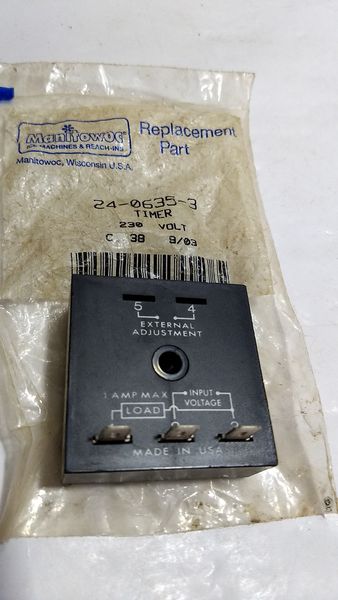 Manitowoc
ICE MACHINES & REACH-INS
Manitowoc, Wisconsin U.S.A.
Replacement
Part
24-0635-3
TIMER
230 VOLT
38 9/03
5 4
EXTERNAL
ADJUSTMENT
1 AMP MAX
INPUT
VOLTAGE
LOAD
2
MADE IN USA